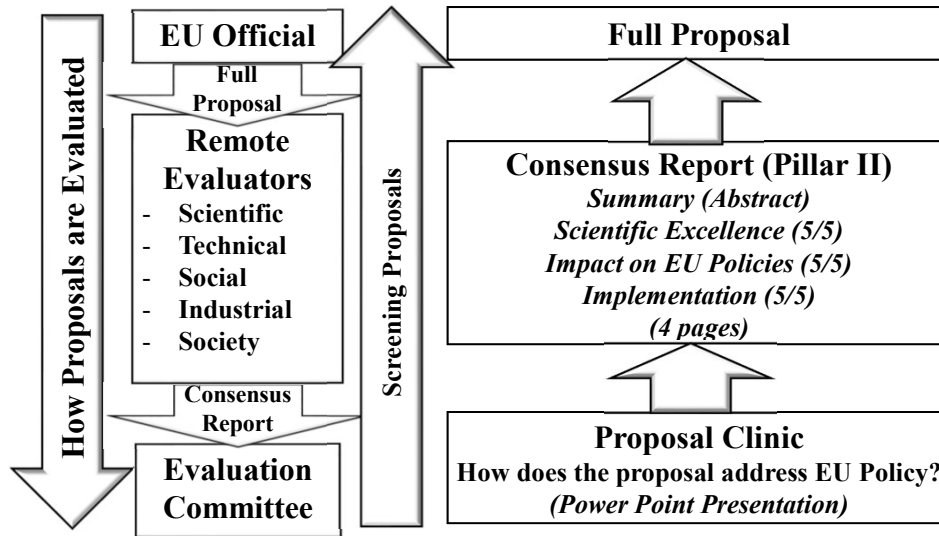 How Proposals are Evaluated
EU Official
Full
Proposal
Remote
Evaluators
- Scientific
- Technical
- Social
- Industrial
- Society
Consensus
Report
Evaluation
Committee
Screening Proposals
Full Proposal
Consensus Report (Pillar II)
Summary (Abstract)
Scientific Excellence (5/5)
Impact on EU Policies (5/5)
Implementation (5/5)
(4 pages)
Proposal Clinic
How does the proposal address EU Policy?
(Power Point Presentation)